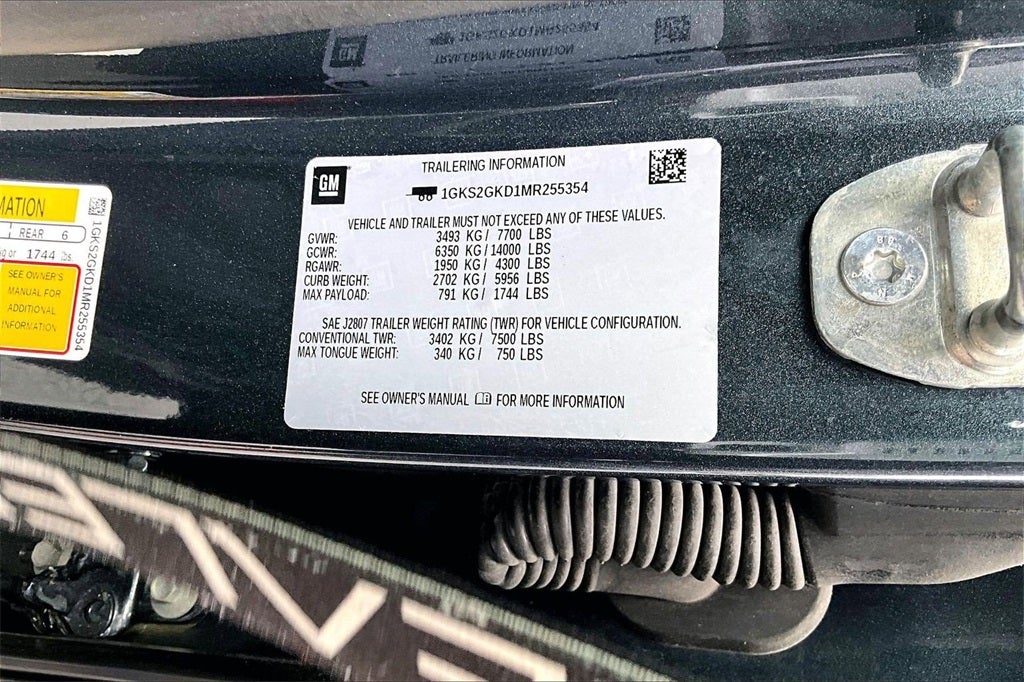 MATION
1 REAR 6
kg or 1744 lbs.
SEE OWNER'S
MANUAL FOR
ADDITIONAL
INFORMATION
1GKS2GKD1MR255354
GM
TRAILERING INFORMATION
1GKS2GKD1MR255354
VEHICLE AND TRAILER MUST NOT EXCEED ANY OF THESE VALUES.
GVWR: 3493 KG/ 7700 LBS
GCWR: 6350 KG/14000 LBS
RGAWR: 1950 KG/ 4300 LBS
CURB WEIGHT: 2702 KG/ 5956 LBS
MAX PAYLOAD: 791 KG/ 1744 LBS
SAE J2807 TRAILER WEIGHT RATING (TWR) FOR VEHICLE CONFIGURATION.
CONVENTIONAL TWR: 3402 KG/ 7500 LBS
MAX TONGUE WEIGHT: 340 KG/ 750 LBS
SEE OWNER'S MANUAL FOR MORE INFORMATION